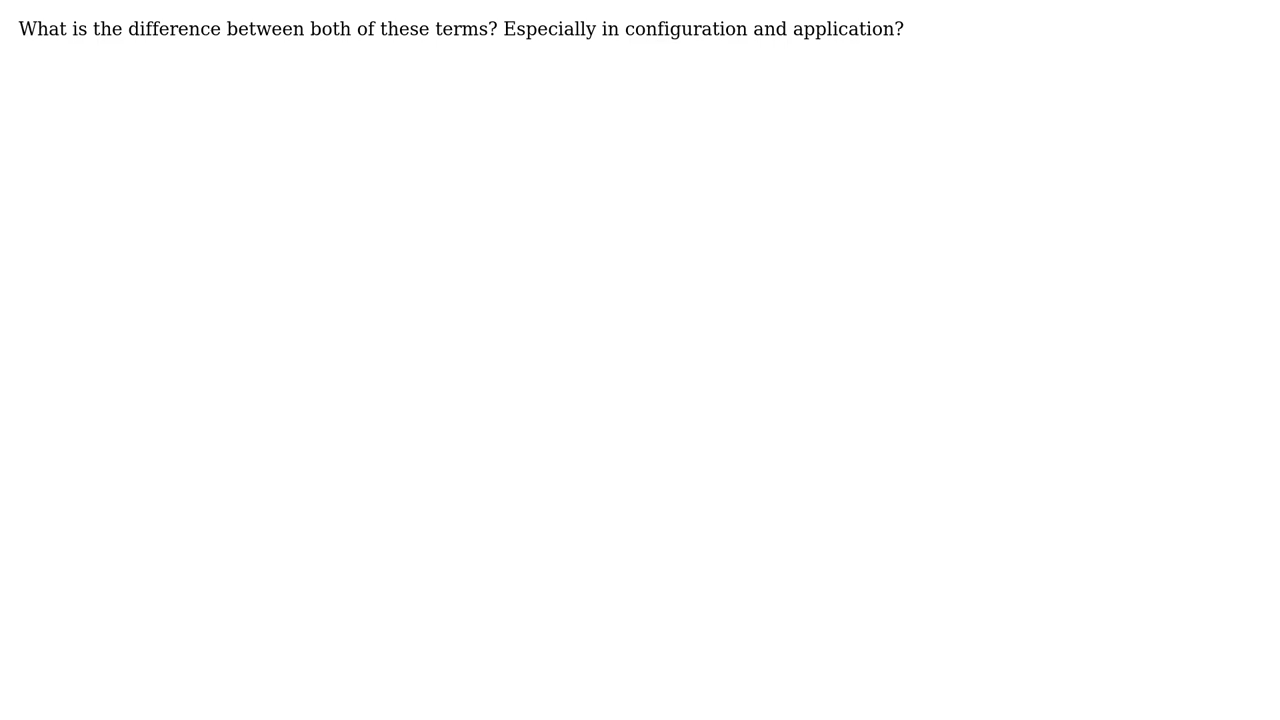 What is the difference between both of these terms? Especially in configuration and application?